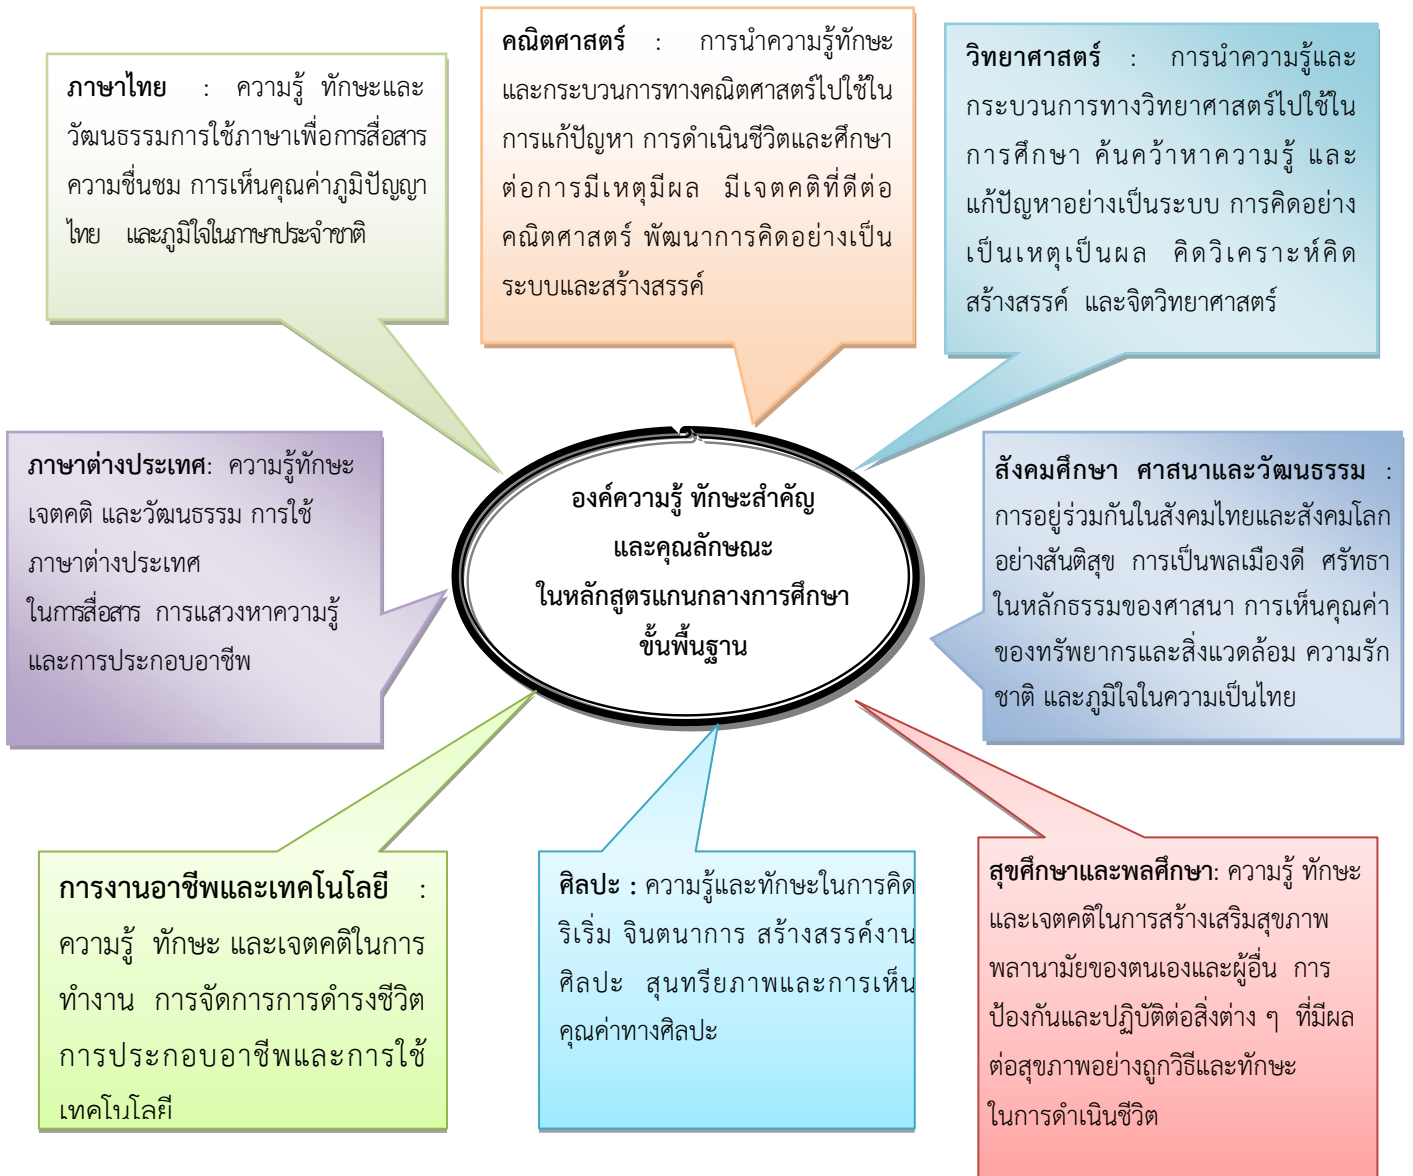 ภาษาไทย : ความรู้ ทักษะและ
วัฒนธรรมการใช้ภาษาเพื่อการสื่อสาร
ความชื่นชม การเห็นคุณค่าภูมิปัญญา
ไทย และภูมิใจในภาษาประจำชาติ
คณิตศาสตร์ : การนำความรู้ทักษะ
และกระบวนการทางคณิตศาสตร์ไปใช้ใน
การแก้ปัญหา การดำเนินชีวิตและศึกษา
ต่อการมีเหตุมีผล มีเจตคติที่ดีต่อ
คณิตศาสตร์ พัฒนาการคิดอย่างเป็น
ระบบและสร้างสรรค์
วิทยาศาสตร์ : การนำความรู้และ
กระบวนการทางวิทยาศาสตร์ไปใช้ใน
การศึกษา ค้นคว้าหาความรู้ และ
แก้ปัญหาอย่างเป็นระบบ การคิดอย่าง
เป็นเหตุเป็นผล คิดวิเคราะห์คิด
สร้างสรรค์ และจิตวิทยาศาสตร์
ภาษาต่างประเทศ: ความรู้ทักษะ
เจตคติ และวัฒนธรรม การใช้
ภาษาต่างประเทศ
ในการสื่อสาร การแสวงหาความรู้
และการประกอบอาชีพ
องค์ความรู้ ทักษะสำคัญ
และคุณลักษณะ
ในหลักสูตรแกนกลางการศึกษา
ขั้นพื้นฐาน
สังคมศึกษา ศาสนาและวัฒนธรรม :
การอยู่ร่วมกันในสังคมไทยและสังคมโลก
อย่างสันติสุข การเป็นพลเมืองดี ศรัทธา
ในหลักธรรมของศาสนา การเห็นคุณค่า
ของทรัพยากรและสิ่งแวดล้อม ความรัก
ชาติ และภูมิใจในความเป็นไทย
การงานอาชีพและเทคโนโลยี :
ความรู้ ทักษะ และเจตคติในการ
ทำงาน การจัดการการดำรงชีวิต
การประกอบอาชีพและการใช้
เทคโนโลยี
ศิลปะ : ความรู้และทักษะในการคิด
ริเริ่ม จินตนาการ สร้างสรรค์งาน
ศิลปะ สุนทรียภาพและการเห็น
คุณค่าทางศิลปะ
สุขศึกษาและพลศึกษา: ความรู้ ทักษะ
และเจตคติในการสร้างเสริมสุขภาพ
พลานามัยของตนเองและผู้อื่น การ
ป้องกันและปฏิบัติต่อสิ่งต่าง ๆ ที่มีผล
ต่อสุขภาพอย่างถูกวิธีและทักษะ
ในการดำเนินชีวิต